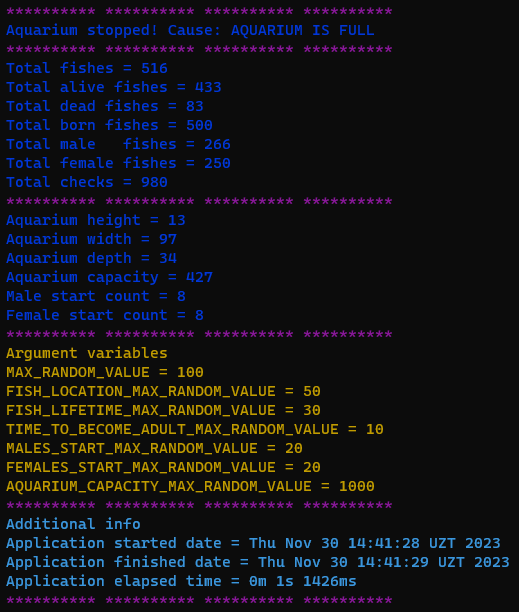 ********** ********** ********** **********
Aquarium stopped! Cause: AQUARIUM IS FULL
********** ********** ********** **********
Total fishes = 516
Total alive fishes = 433
Total dead fishes = 83
Total born fishes = 500
Total male   fishes = 266
Total female fishes = 250
Total checks = 980
********** ********** ********** **********
Aquarium height = 13
Aquarium width = 97
Aquarium depth = 34
Aquarium capacity = 427
Male start count = 8
Female start count = 8
********** ********** ********** **********
Argument variables
MAX_RANDOM_VALUE = 100
FISH_LOCATION_MAX_RANDOM_VALUE = 50
FISH_LIFETIME_MAX_RANDOM_VALUE = 30
TIME_TO_BECOME_ADULT_MAX_RANDOM_VALUE = 10
MALES_START_MAX_RANDOM_VALUE = 20
FEMALES_START_MAX_RANDOM_VALUE = 20
AQUARIUM_CAPACITY_MAX_RANDOM_VALUE = 1000
********** ********** ********** **********
Additional info
Application started date = Thu Nov 30 14:41:28 UZT 2023
Application finished date = Thu Nov 30 14:41:29 UZT 2023
Application elapsed time = 0m 1s 1426ms
********** ********** ********** **********